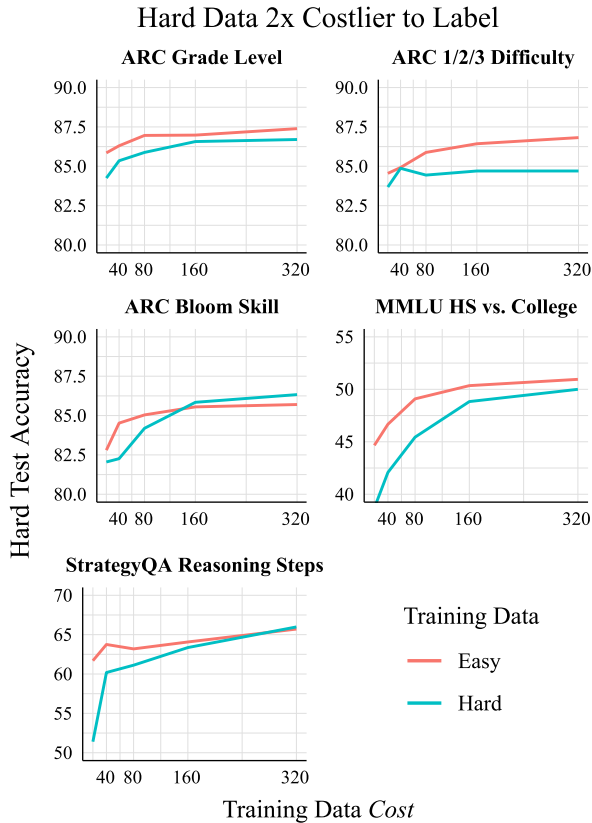 Hard Data 2x Costlier to Label
ARC Grade Level
90.0
87.5
85.0
82.5
80.0
40 80 160 320
ARC 1/2/3 Difficulty
90.0
87.5
85.0
82.5
80.0
40 80 160 320
ARC Bloom Skill
90.0
87.5
85.0
82.5
80.0
40 80 160 320
MMLU HS vs. College
55
50
45
40
40 80 160 320
StrategyQA Reasoning Steps
70
65
60
55
50
40 80 160 320
Hard Test Accuracy
Training Data Cost
Training Data
Easy
Hard